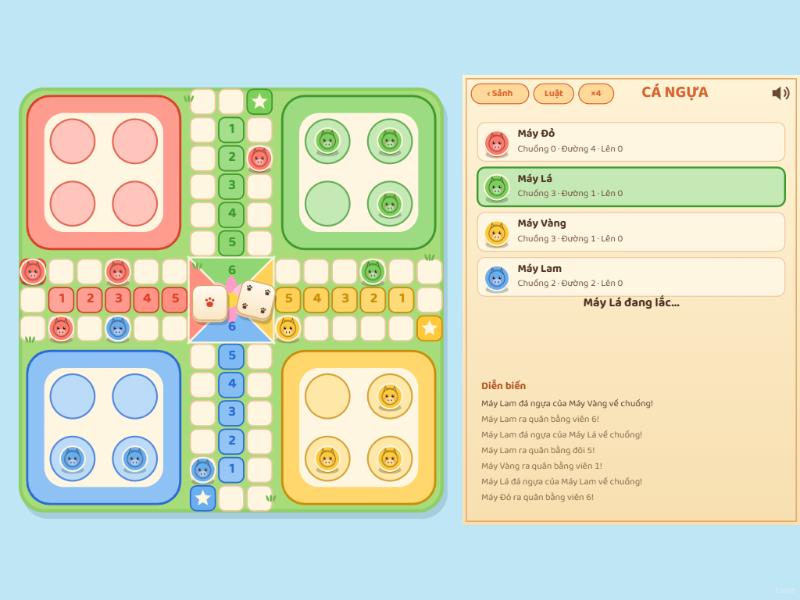 1
2
3
4
5
6
1 2 3 4 5
5 4 3 2 1
6
5
4
3
2
1
‹ Sảnh
Luật
×4
CÁ NGỰA
Máy Đỏ
Chuồng 0 · Đường 4 · Lên 0
Máy Lá
Chuồng 3 · Đường 1 · Lên 0
Máy Vàng
Chuồng 3 · Đường 1 · Lên 0
Máy Lam
Chuồng 2 · Đường 2 · Lên 0
Máy Lá đang lắc...
Diễn biến
Máy Lam đá ngựa của Máy Vàng về chuồng!
Máy Lam ra quân bằng viên 6!
Máy Lam đá ngựa của Máy Lá về chuồng!
Máy Lam ra quân bằng đôi 5!
Máy Vàng ra quân bằng viên 1!
Máy Lá đá ngựa của Máy Lam về chuồng!
Máy Đỏ ra quân bằng viên 6!